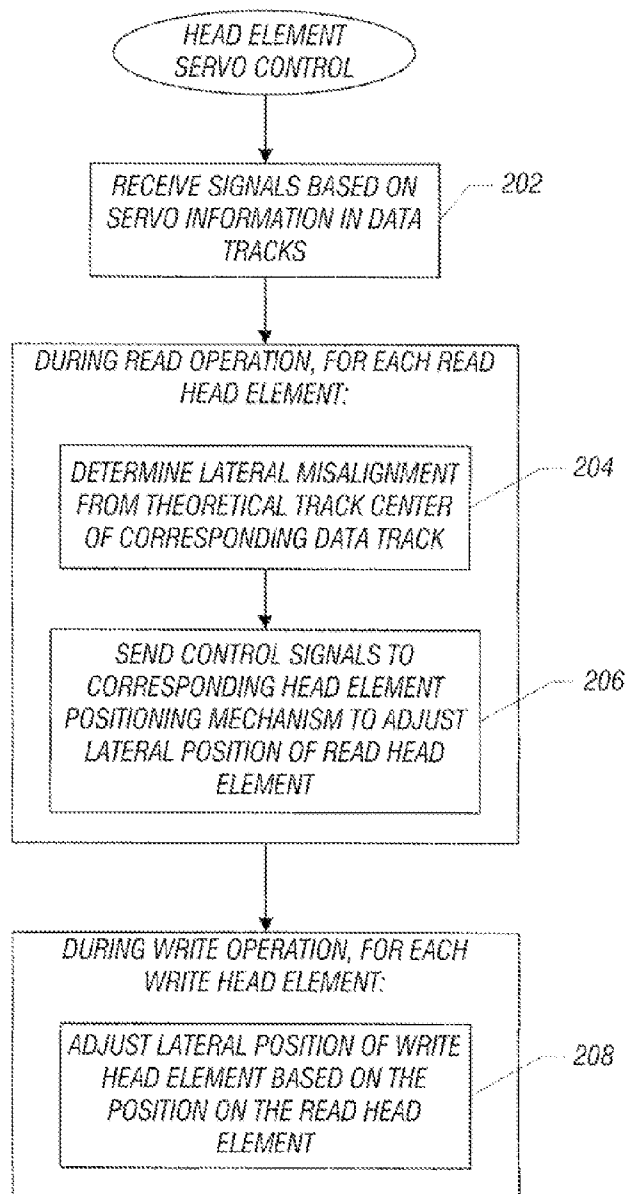 HEAD ELEMENT
SERVO CONTROL
RECEIVE SIGNALS BASED ON
SERVO INFORMATION IN DATA
TRACKS
202
DURING READ OPERATION, FOR EACH READ
HEAD ELEMENT:
DETERMINE LATERAL MISALIGNMENT
FROM THEORETICAL TRACK CENTER
OF CORRESPONDING DATA TRACK
204
SEND CONTROL SIGNALS TO
CORRESPONDING HEAD ELEMENT
POSITIONING MECHANISM TO ADJUST
LATERAL POSITION OF READ HEAD
ELEMENT
206
DURING WRITE OPERATION, FOR EACH
WRITE HEAD ELEMENT:
ADJUST LATERAL POSITION OF WRITE
HEAD ELEMENT BASED ON THE
POSITION ON THE READ HEAD
ELEMENT
208